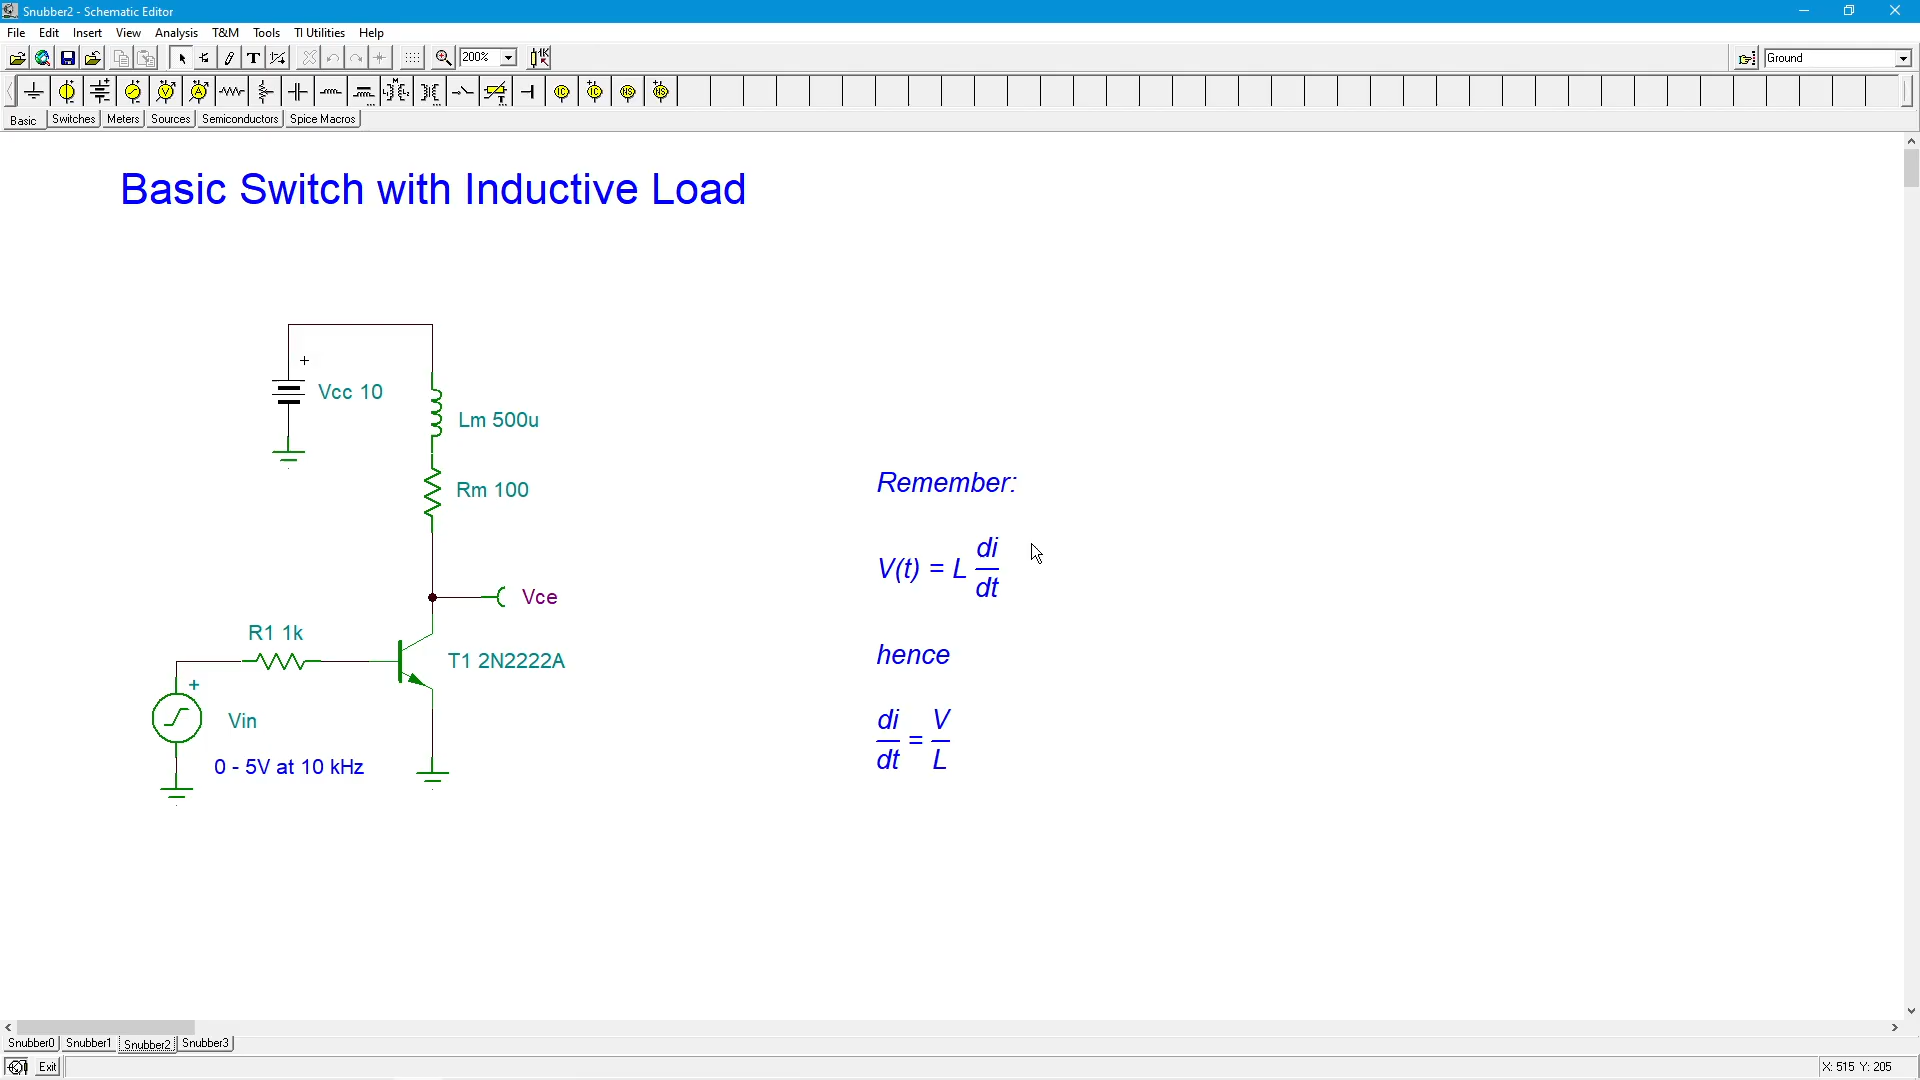 Snubber2 - Schematic Editor
File Edit Insert View Analysis T&M Tools TI Utilities Help
200%
Ground
Basic Switches Meters Sources Semiconductors Spice Macros
Basic Switch with Inductive Load
+
Vcc 10
Lm 500u
Rm 100
Vce
R1 1k
T1 2N2222A
+
Vin
0 - 5V at 10 kHz
Remember:
V(t) = L di/dt
hence
di/dt = V/L
Snubber0 Snubber1 Snubber2 Snubber3
Exit
X: 515 Y: 205